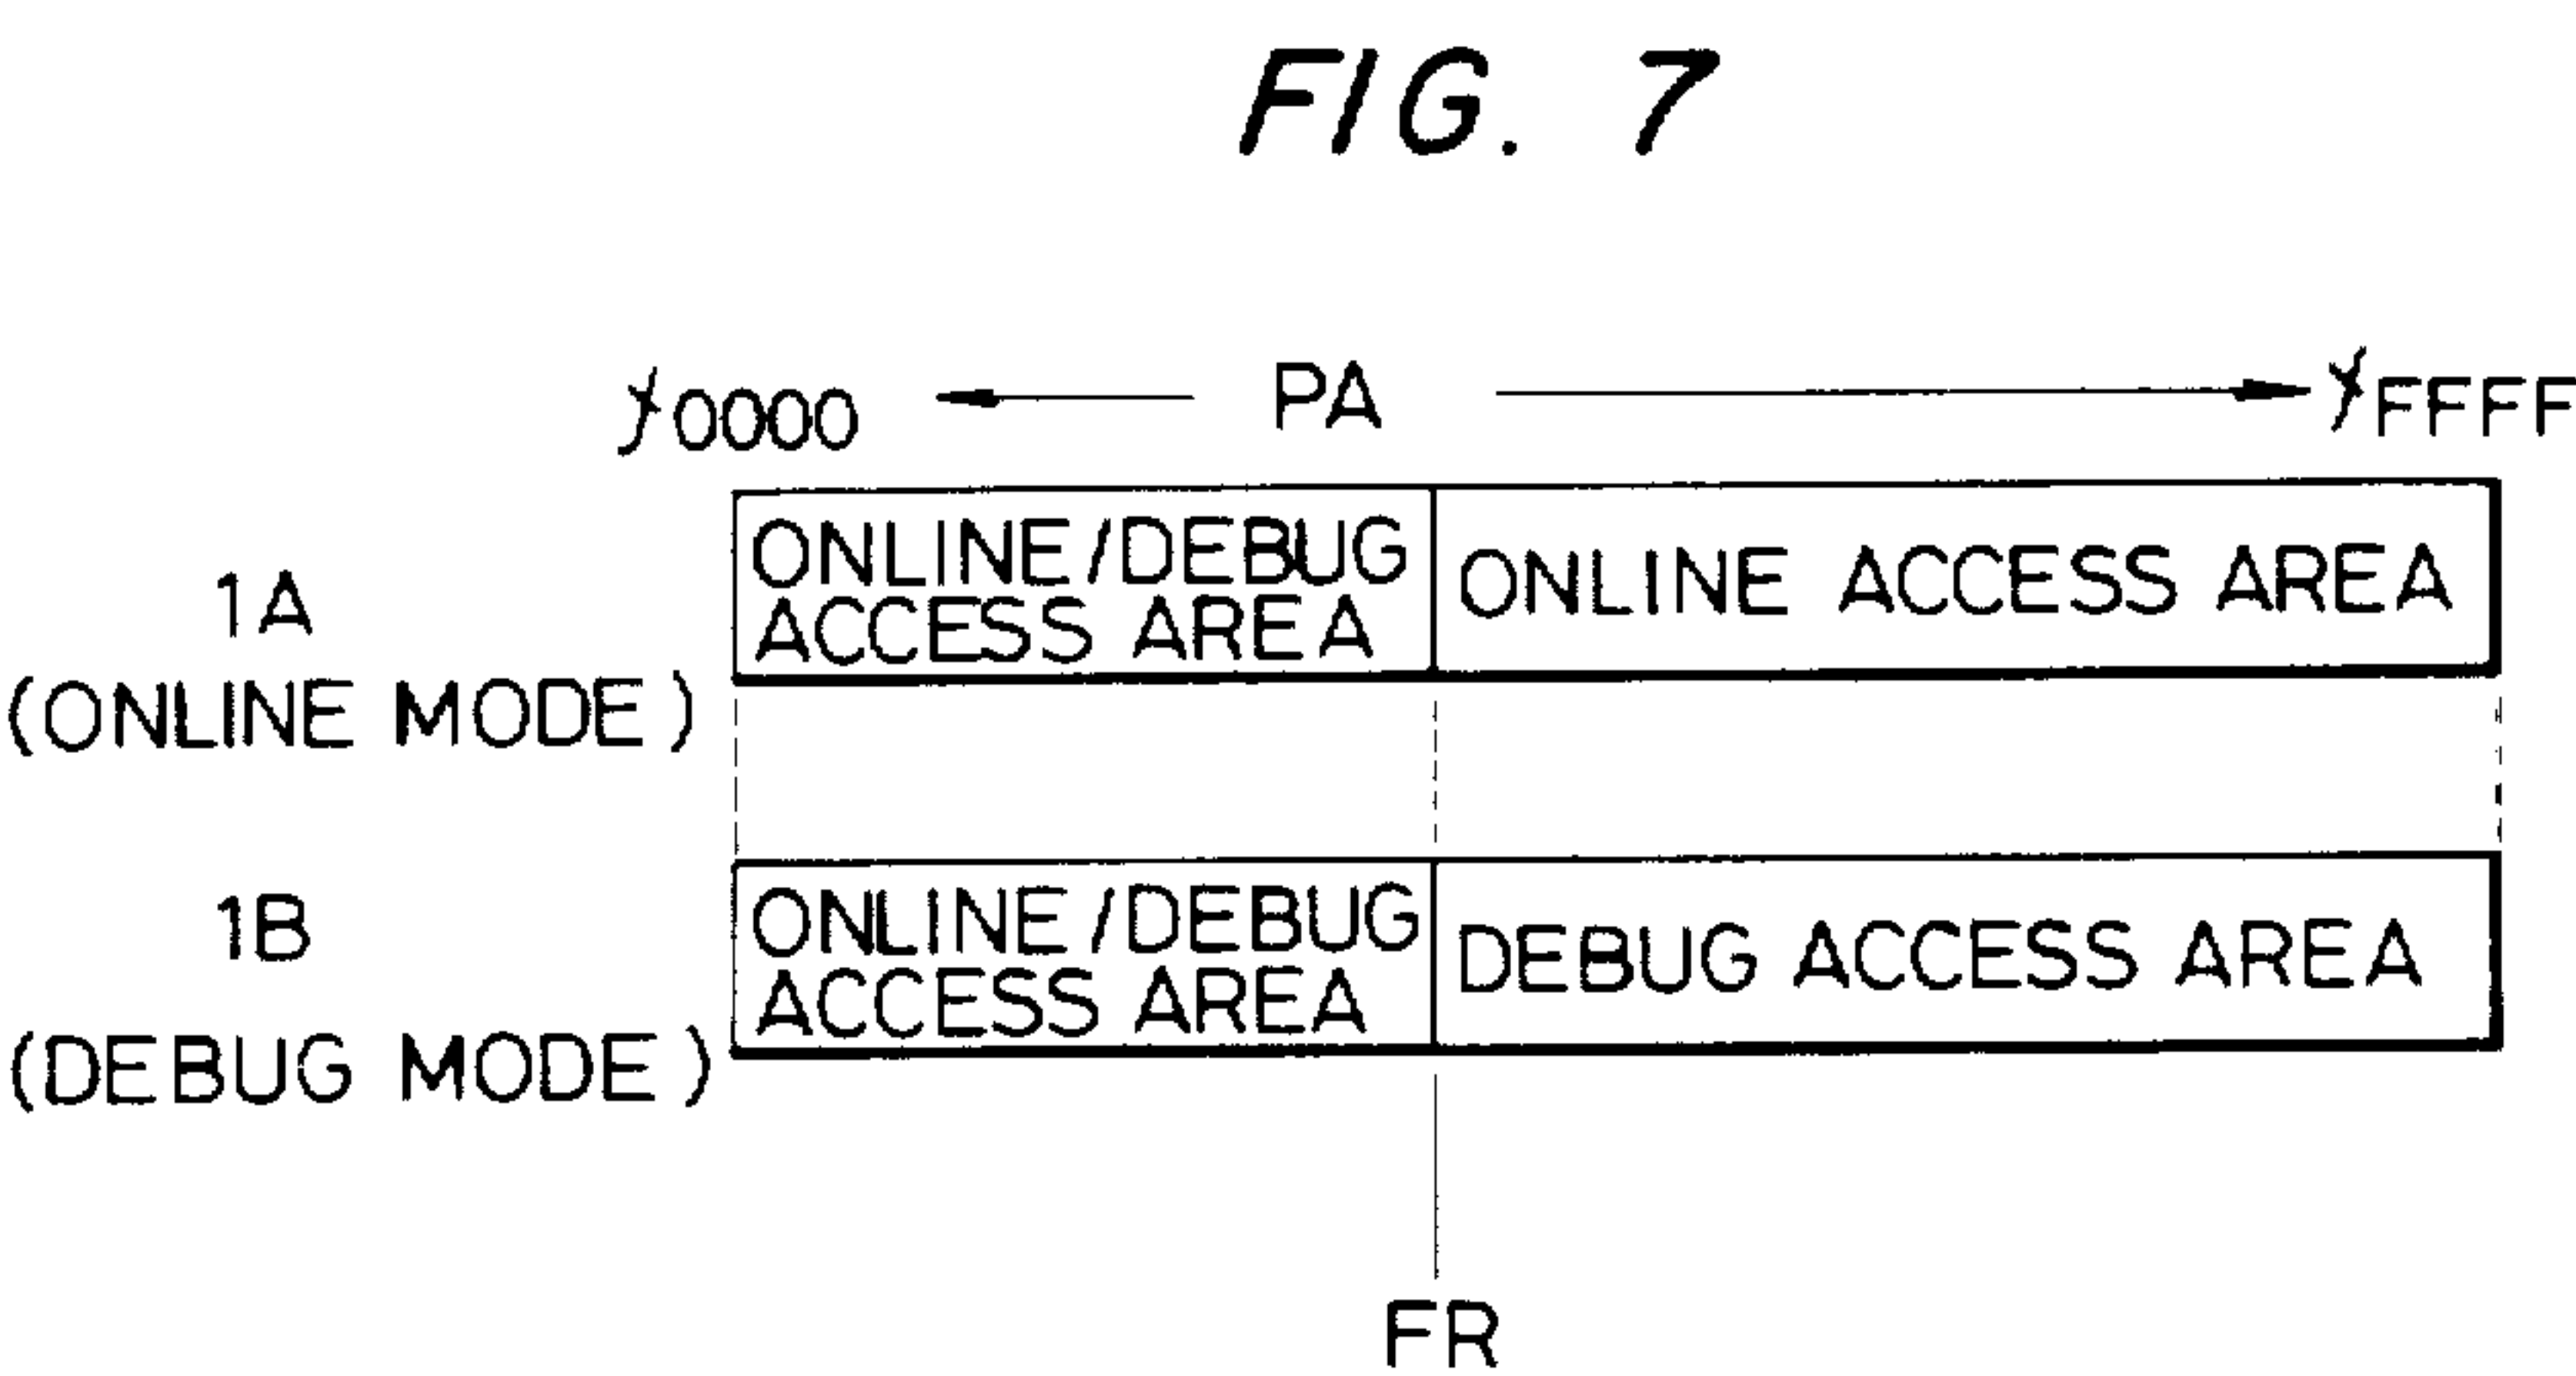 FIG. 7
0000 PA FFFF
ONLINE/DEBUG
ACCESS AREA
ONLINE ACCESS AREA
1A
(ONLINE MODE)
ONLINE/DEBUG
ACCESS AREA
DEBUG ACCESS AREA
1B
(DEBUG MODE)
FR